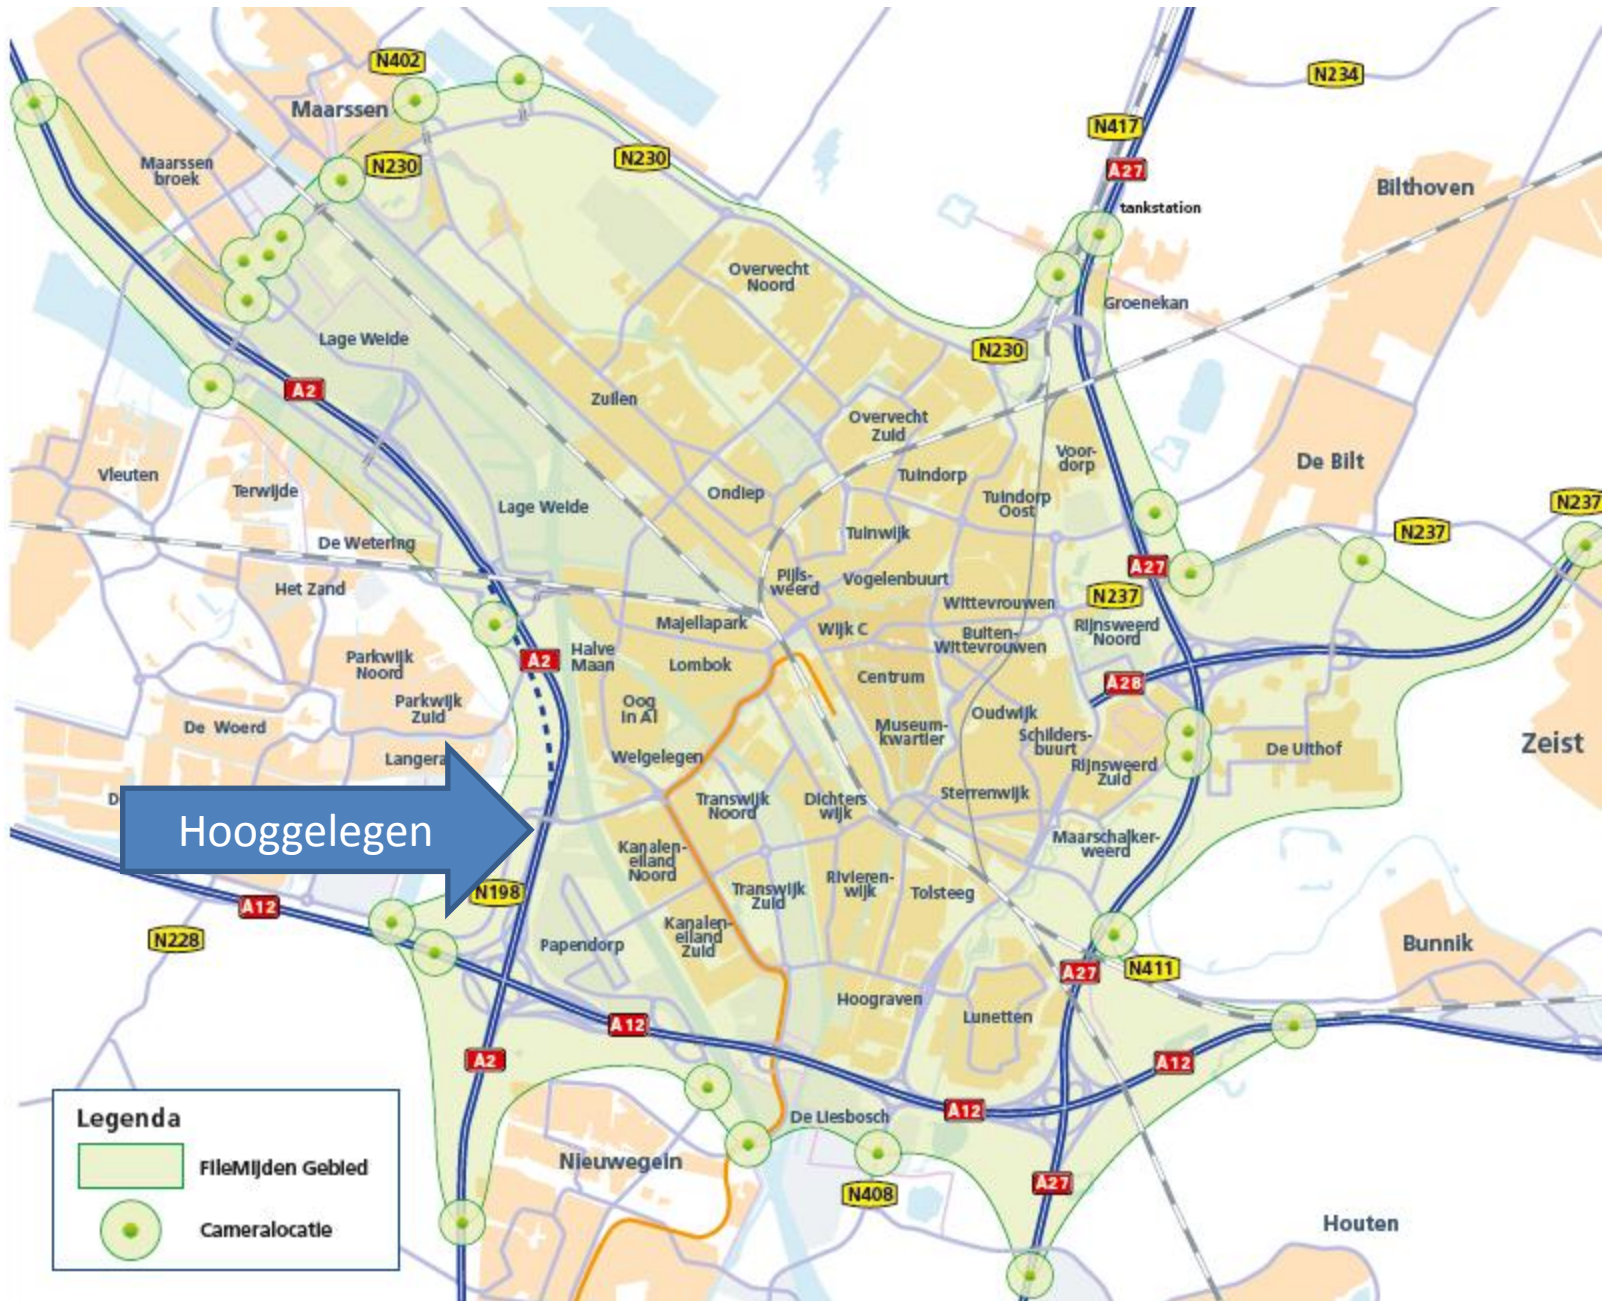 N402
N234
Maarssen
N417
N230
N230
Maarssen
broek
A27
Bilthoven
tankstation
Overvecht
Noord
Groenekan
Lage Weide
N230
A2
Zuilen
Overvecht
Zuid
Voor-
dorp
De Bilt
Vleuten
Terwijde
Ondiep
Tuindorp
Tuindorp
Oost
N237
Lage Weide
De Wetering
Tuinwijk
N237
Het Zand
Pijls-
weerd
Vogelenbuurt
A27
Wittevrouwen
N237
Majellapark
Wijk C
Buiten-
Wittevrouwen
Rijnsweerd
Noord
Halve
Maan
A2
Parkwijk
Noord
Lombok
Centrum
A28
Parkwijk
Zuid
Oog
in Al
De Woerd
Museum-
kwartier
Oudwijk
Schilders-
buurt
De Uithof
Zeist
Langera
Welgelegen
Rijnsweerd
Zuid
D
Transwijk
Noord
Dichters
wijk
Sterrenwijk
Hooggelegen
Kanalen-
eiland
Noord
Maarschalker-
weerd
N198
Transwijk
Zuid
Rivieren-
wijk
Tolsteeg
A12
N228
Papendorp
Kanalen-
eiland
Zuid
Bunnik
A27
N411
Hoograven
Lunetten
A12
A2
A12
A12
De Liesbosch
Legenda
FileMijden Gebied
Cameralocatie
Nieuwegein
N408
A27
Houten